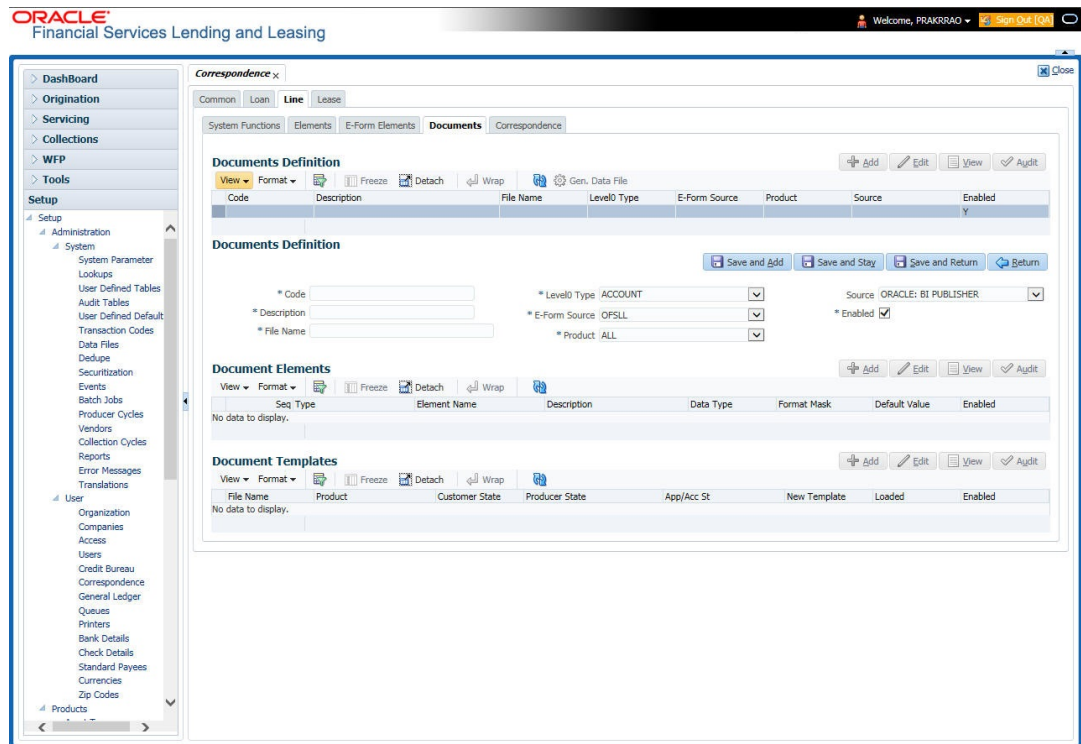 ORACLE
Financial Services Lending and Leasing
Welcome, PRAKRRAO
Sign Out [QA]
DashBoard
Origination
Servicing
Collections
WFP
Tools
Setup
Setup
Administration
System
System Parameter
Lookups
User Defined Tables
Audit Tables
User Defined Default
Transaction Codes
Data Files
Dedupe
Securitization
Events
Batch Jobs
Producer Cycles
Vendors
Collection Cycles
Reports
Error Messages
Translations
User
Organization
Companies
Access
Users
Credit Bureau
Correspondence
General Ledger
Queues
Printers
Bank Details
Check Details
Standard Payees
Currencies
Zip Codes
Products
Correspondence x
Close
Common Loan Line Lease
System Functions Elements E-Form Elements Documents Correspondence
Documents Definition
Add Edit View Audit
View Format Freeze Detach Wrap Gen. Data File
Code Description File Name Level0 Type E-Form Source Product Source Enabled
Y
Documents Definition
Save and Add Save and Stay Save and Return Return
* Code
* Description
* File Name
* Level0 Type ACCOUNT
* E-Form Source OFSLL
* Product ALL
Source ORACLE: BI PUBLISHER
* Enabled
Document Elements
Add Edit View Audit
View Format Freeze Detach Wrap
Seq Type Element Name Description Data Type Format Mask Default Value Enabled
No data to display.
Document Templates
Add Edit View Audit
View Format Freeze Detach Wrap
File Name Product Customer State Producer State App/Acc St New Template Loaded Enabled
No data to display.